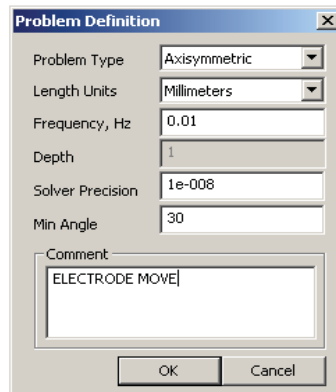 Problem Definition
Problem Type Axisymmetric
Length Units Millimeters
Frequency, Hz 0.01
Depth 1
Solver Precision 1e-008
Min Angle 30
Comment
ELECTRODE MOVE
OK Cancel